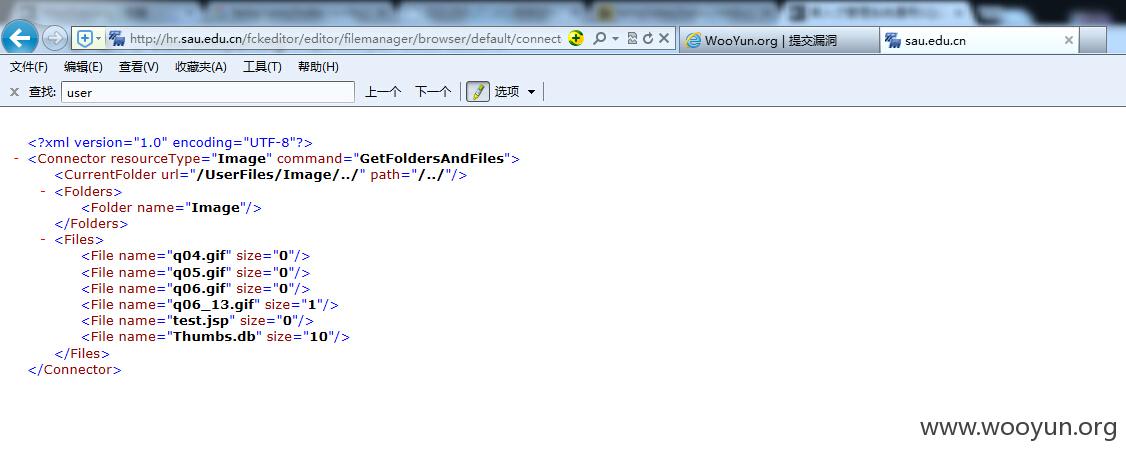 http://hr.sau.edu.cn/fckeditor/editor/filemanager/browser/default/connect
WooYun.org | 提交漏洞
sau.edu.cn
文件(F) 编辑(E) 查看(V) 收藏夹(A) 工具(T) 帮助(H)
x 查找: user 上一个 下一个 选项
<?xml version="1.0" encoding="UTF-8"?>
- <Connector resourceType="Image" command="GetFoldersAndFiles">
<CurrentFolder url="/UserFiles/Image/../" path="/../"/>
- <Folders>
<Folder name="Image"/>
</Folders>
- <Files>
<File name="q04.gif" size="0"/>
<File name="q05.gif" size="0"/>
<File name="q06.gif" size="0"/>
<File name="q06_13.gif" size="1"/>
<File name="test.jsp" size="0"/>
<File name="Thumbs.db" size="10"/>
</Files>
</Connector>
www.wooyun.org